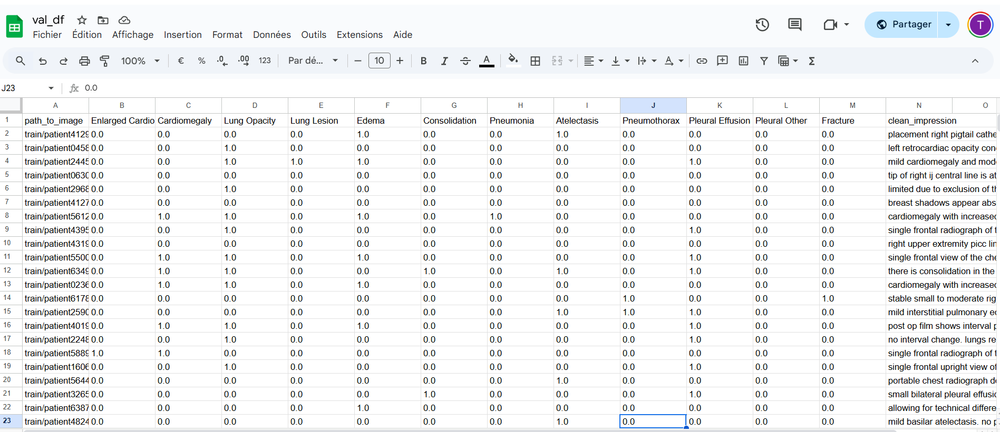 val_df
Fichier Édition Affichage Insertion Format Données Outils Extensions Aide
Partager
T
100% € % .0 .00 123 Par dé... 10 B I A Σ
J23 fx 0.0
A B C D E F G H I J K L M N O
1 path_to_image Enlarged Cardio Cardiomegaly Lung Opacity Lung Lesion Edema Consolidation Pneumonia Atelectasis Pneumothorax Pleural Effusion Pleural Other Fracture clean_impression
2 train/patient4129 0.0 0.0 0.0 0.0 1.0 0.0 0.0 1.0 0.0 0.0 0.0 0.0 placement right pigtail cathe
3 train/patient0458 0.0 0.0 1.0 0.0 0.0 0.0 0.0 0.0 0.0 0.0 0.0 0.0 left retrocardiac opacity con
4 train/patient2445 0.0 0.0 1.0 1.0 1.0 0.0 0.0 0.0 0.0 1.0 0.0 0.0 mild cardiomegaly and mod
5 train/patient0630 0.0 0.0 0.0 0.0 0.0 0.0 0.0 0.0 0.0 0.0 0.0 0.0 tip of right ij central line is at
6 train/patient2968 0.0 0.0 1.0 0.0 0.0 0.0 0.0 0.0 0.0 0.0 0.0 0.0 limited due to exclusion of th
7 train/patient4127 0.0 0.0 0.0 0.0 0.0 0.0 0.0 0.0 0.0 0.0 0.0 0.0 breast shadows appear abs
8 train/patient5612 0.0 1.0 1.0 0.0 1.0 0.0 1.0 0.0 0.0 0.0 0.0 0.0 cardiomegaly with increased
9 train/patient4395 0.0 0.0 1.0 0.0 0.0 0.0 0.0 0.0 0.0 1.0 0.0 0.0 single frontal radiograph of t
10 train/patient4319 0.0 0.0 0.0 0.0 0.0 0.0 0.0 0.0 0.0 0.0 0.0 0.0 right upper extremity picc lin
11 train/patient5500 0.0 1.0 1.0 0.0 1.0 0.0 0.0 0.0 0.0 1.0 0.0 0.0 single frontal view of the che
12 train/patient6349 0.0 1.0 1.0 0.0 0.0 1.0 0.0 1.0 0.0 1.0 0.0 0.0 there is consolidation in the
13 train/patient0236 0.0 1.0 1.0 0.0 1.0 0.0 0.0 0.0 0.0 0.0 0.0 0.0 cardiomegaly with increased
14 train/patient6178 0.0 0.0 0.0 0.0 0.0 0.0 0.0 0.0 1.0 0.0 0.0 1.0 stable small to moderate rig
15 train/patient2590 0.0 0.0 0.0 0.0 0.0 0.0 0.0 1.0 1.0 1.0 0.0 0.0 mild interstitial pulmonary ed
16 train/patient4019 0.0 1.0 1.0 0.0 1.0 0.0 0.0 0.0 0.0 1.0 0.0 0.0 post op film shows interval p
17 train/patient2248 0.0 0.0 1.0 0.0 0.0 0.0 0.0 0.0 0.0 1.0 0.0 0.0 no interval change. lungs re
18 train/patient5889 1.0 1.0 0.0 0.0 0.0 0.0 0.0 0.0 0.0 0.0 0.0 0.0 single frontal radiograph of t
19 train/patient1606 0.0 0.0 1.0 0.0 0.0 0.0 0.0 0.0 0.0 1.0 0.0 0.0 single frontal upright view of
20 train/patient5644 0.0 0.0 0.0 0.0 0.0 0.0 0.0 1.0 0.0 0.0 0.0 0.0 portable chest radiograph de
21 train/patient3265 0.0 0.0 0.0 0.0 0.0 1.0 0.0 0.0 0.0 1.0 0.0 0.0 small bilateral pleural effusio
22 train/patient6387 0.0 0.0 0.0 0.0 1.0 0.0 0.0 0.0 0.0 0.0 0.0 0.0 allowing for technical differe
23 train/patient4824 0.0 0.0 0.0 0.0 0.0 0.0 0.0 1.0 0.0 0.0 0.0 0.0 mild basilar atelectasis. no p